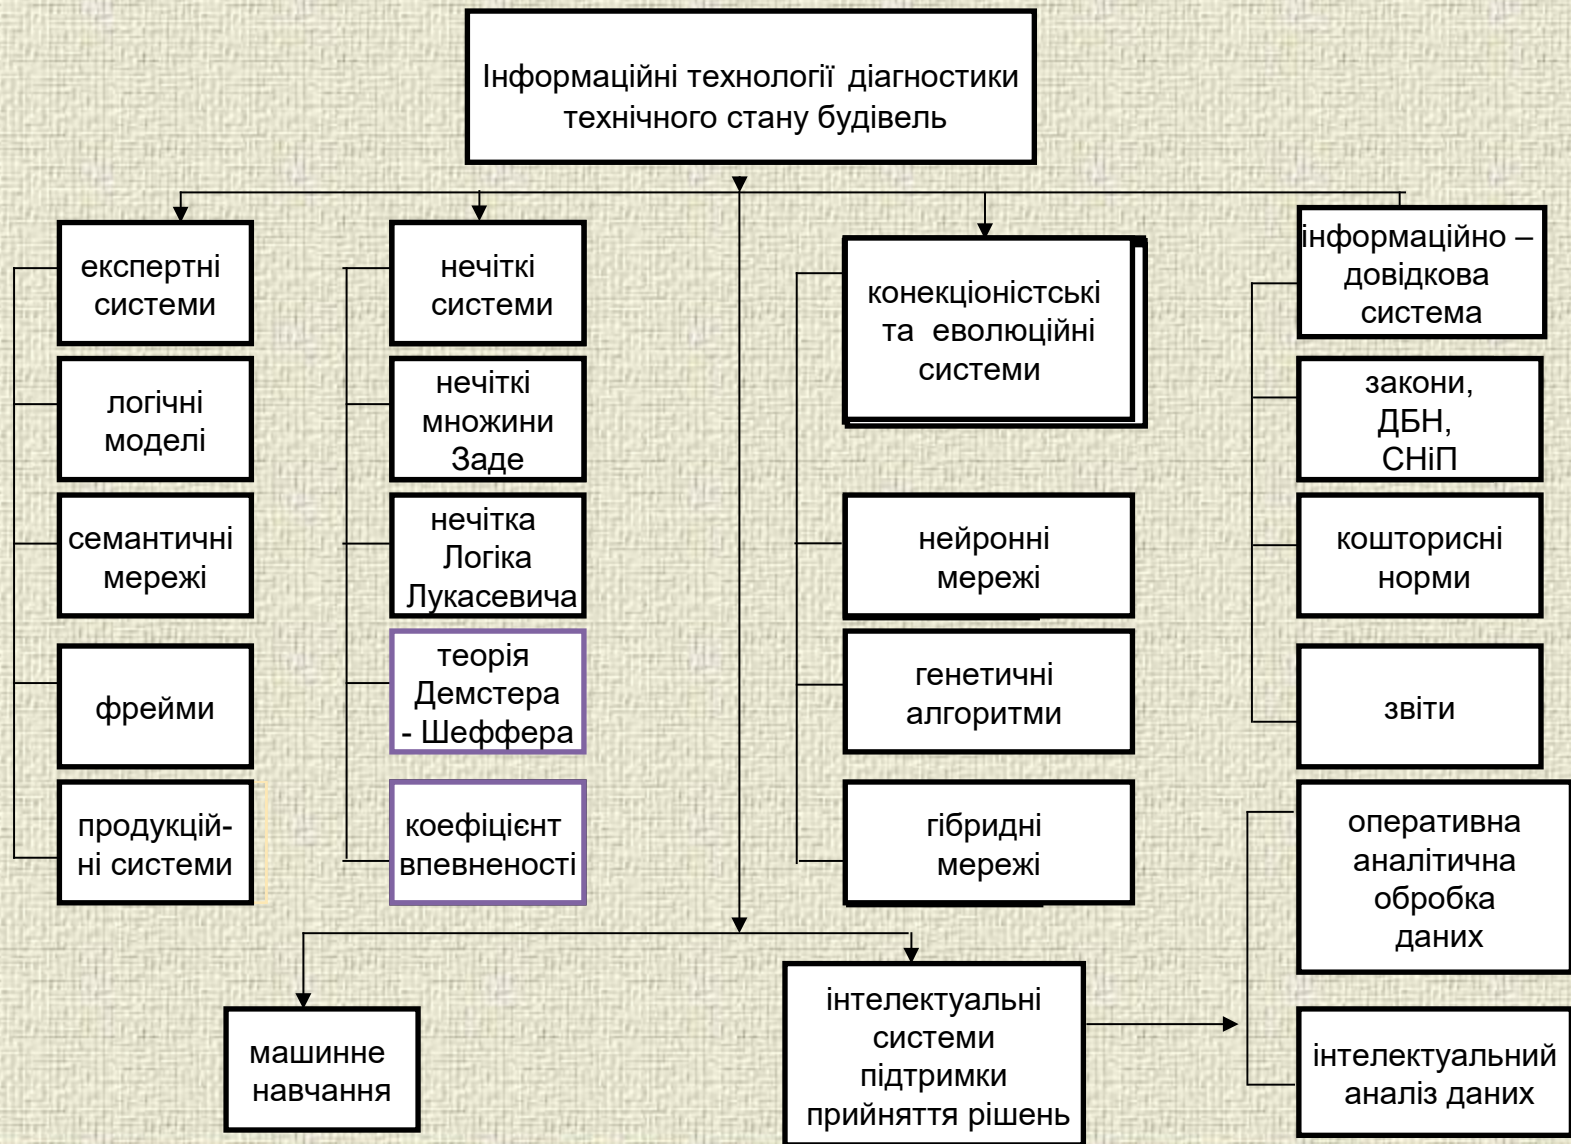 Інформаційні технології діагностики
технічного стану будівель
експертні
системи
логічні
моделі
семантичні
мережі
фрейми
продукцій-
ні системи
нечіткі
системи
нечіткі
множини
Заде
нечітка
Логіка
Лукасевича
теорія
Демстера
- Шеффера
коефіцієнт
впевненості
конекціоністські
та еволюційні
системи
нейронні
мережі
генетичні
алгоритми
гібридні
мережі
інформаційно –
довідкова
система
закони,
ДБН,
СНіП
кошторисні
норми
звіти
машинне
навчання
інтелектуальні
системи
підтримки
прийняття рішень
оперативна
аналітична
обробка
даних
інтелектуальний
аналіз даних